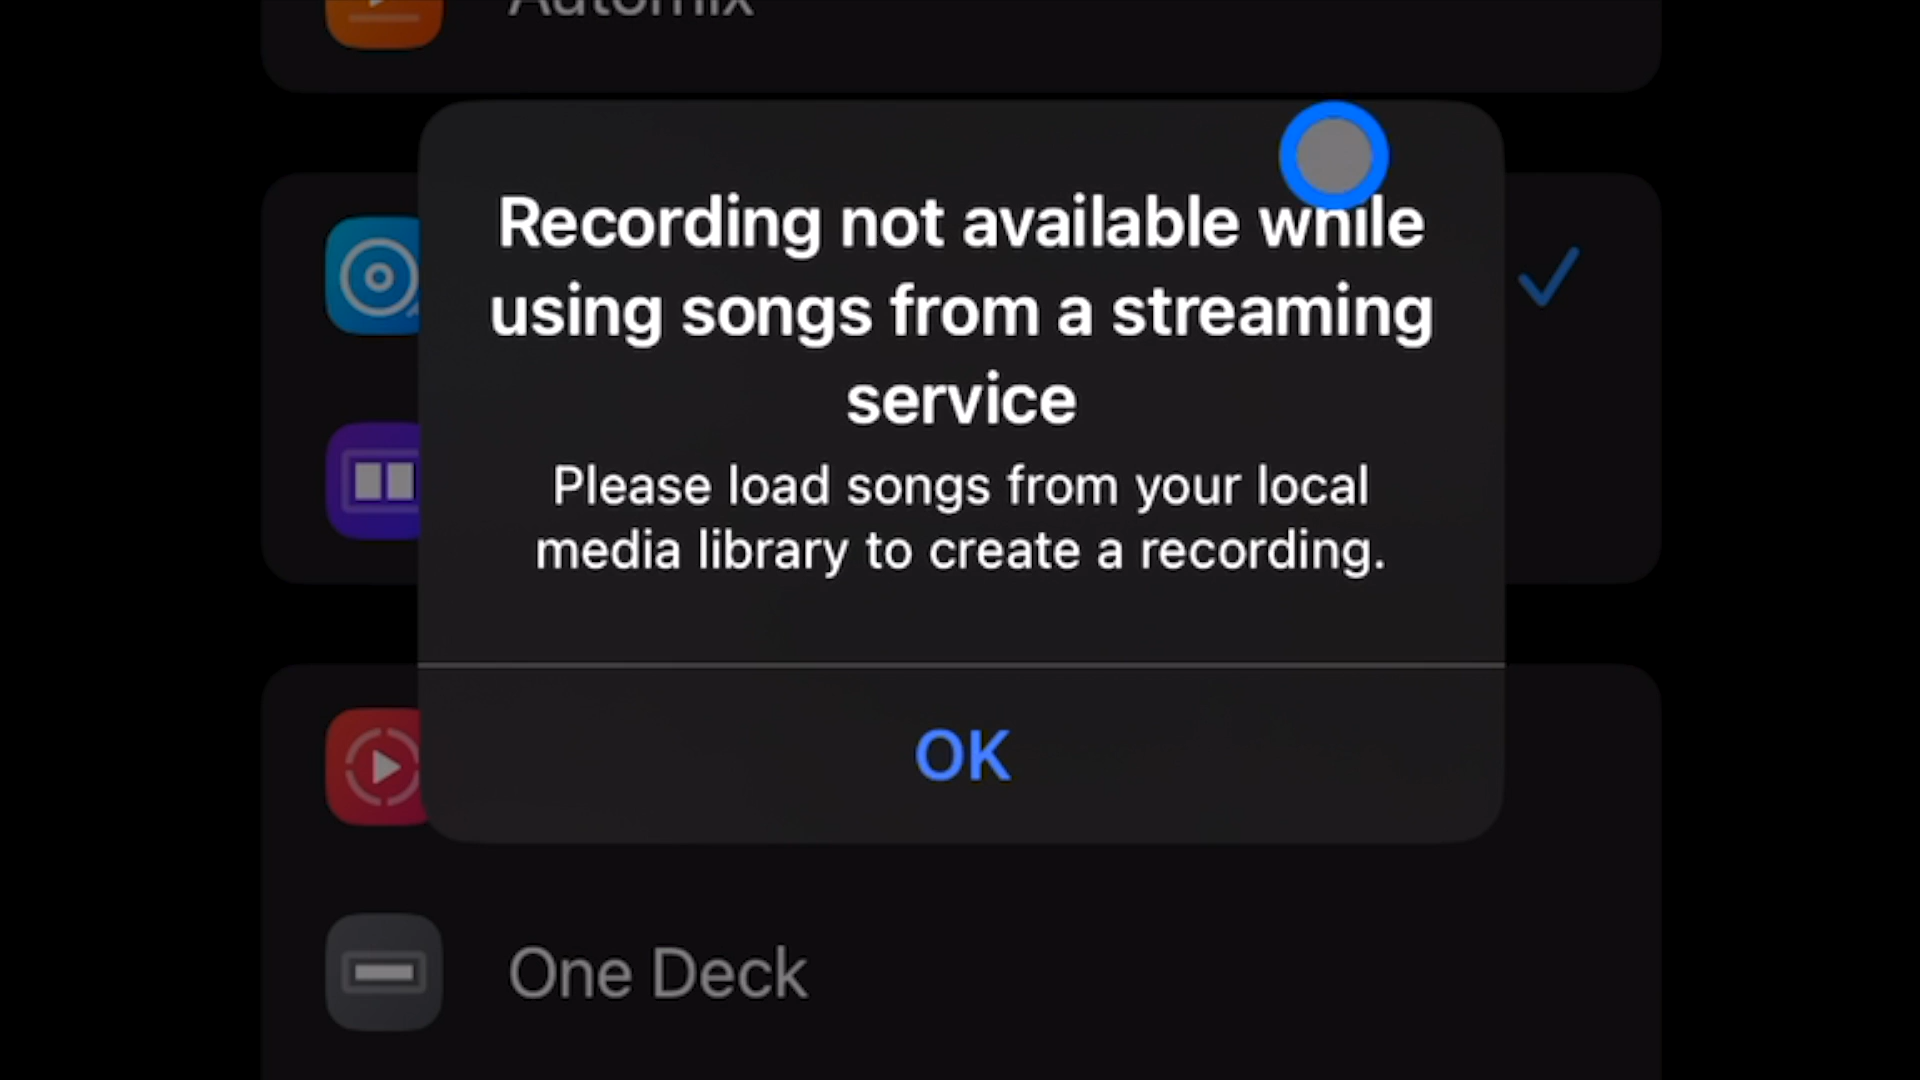 Automix
Recording not available while
using songs from a streaming
service
Please load songs from your local
media library to create a recording.
OK
One Deck